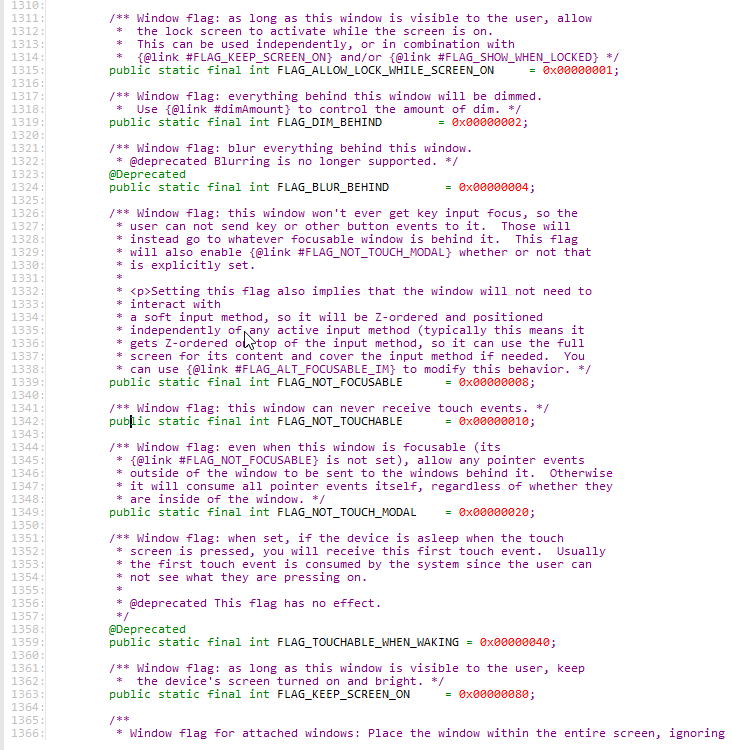 1310:
1311: /** Window flag: as long as this window is visible to the user, allow
1312: *  the lock screen to activate while the screen is on.
1313: *  This can be used independently, or in combination with
1314: *  {@link #FLAG_KEEP_SCREEN_ON} and/or {@link #FLAG_SHOW_WHEN_LOCKED} */
1315: public static final int FLAG_ALLOW_LOCK_WHILE_SCREEN_ON     = 0x00000001;
1316:
1317: /** Window flag: everything behind this window will be dimmed.
1318: *  Use {@link #dimAmount} to control the amount of dim. */
1319: public static final int FLAG_DIM_BEHIND        = 0x00000002;
1320:
1321: /** Window flag: blur everything behind this window.
1322: * @deprecated Blurring is no longer supported. */
1323: @Deprecated
1324: public static final int FLAG_BLUR_BEHIND        = 0x00000004;
1325:
1326: /** Window flag: this window won't ever get key input focus, so the
1327: * user can not send key or other button events to it.  Those will
1328: * instead go to whatever focusable window is behind it.  This flag
1329: * will also enable {@link #FLAG_NOT_TOUCH_MODAL} whether or not that
1330: * is explicitly set.
1331: *
1332: * <p>Setting this flag also implies that the window will not need to
1333: * interact with
1334: * a soft input method, so it will be Z-ordered and positioned
1335: * independently of any active input method (typically this means it
1336: * gets Z-ordered on top of the input method, so it can use the full
1337: * screen for its content and cover the input method if needed.  You
1338: * can use {@link #FLAG_ALT_FOCUSABLE_IM} to modify this behavior. */
1339: public static final int FLAG_NOT_FOCUSABLE      = 0x00000008;
1340:
1341: /** Window flag: this window can never receive touch events. */
1342: public static final int FLAG_NOT_TOUCHABLE      = 0x00000010;
1343:
1344: /** Window flag: even when this window is focusable (its
1345: * {@link #FLAG_NOT_FOCUSABLE} is not set), allow any pointer events
1346: * outside of the window to be sent to the windows behind it.  Otherwise
1347: * it will consume all pointer events itself, regardless of whether they
1348: * are inside of the window. */
1349: public static final int FLAG_NOT_TOUCH_MODAL    = 0x00000020;
1350:
1351: /** Window flag: when set, if the device is asleep when the touch
1352: * screen is pressed, you will receive this first touch event.  Usually
1353: * the first touch event is consumed by the system since the user can
1354: * not see what they are pressing on.
1355: *
1356: * @deprecated This flag has no effect.
1357: */
1358: @Deprecated
1359: public static final int FLAG_TOUCHABLE_WHEN_WAKING = 0x00000040;
1360:
1361: /** Window flag: as long as this window is visible to the user, keep
1362: *  the device's screen turned on and bright. */
1363: public static final int FLAG_KEEP_SCREEN_ON     = 0x00000080;
1364:
1365: /**
1366: * Window flag for attached windows: Place the window within the entire screen, ignoring